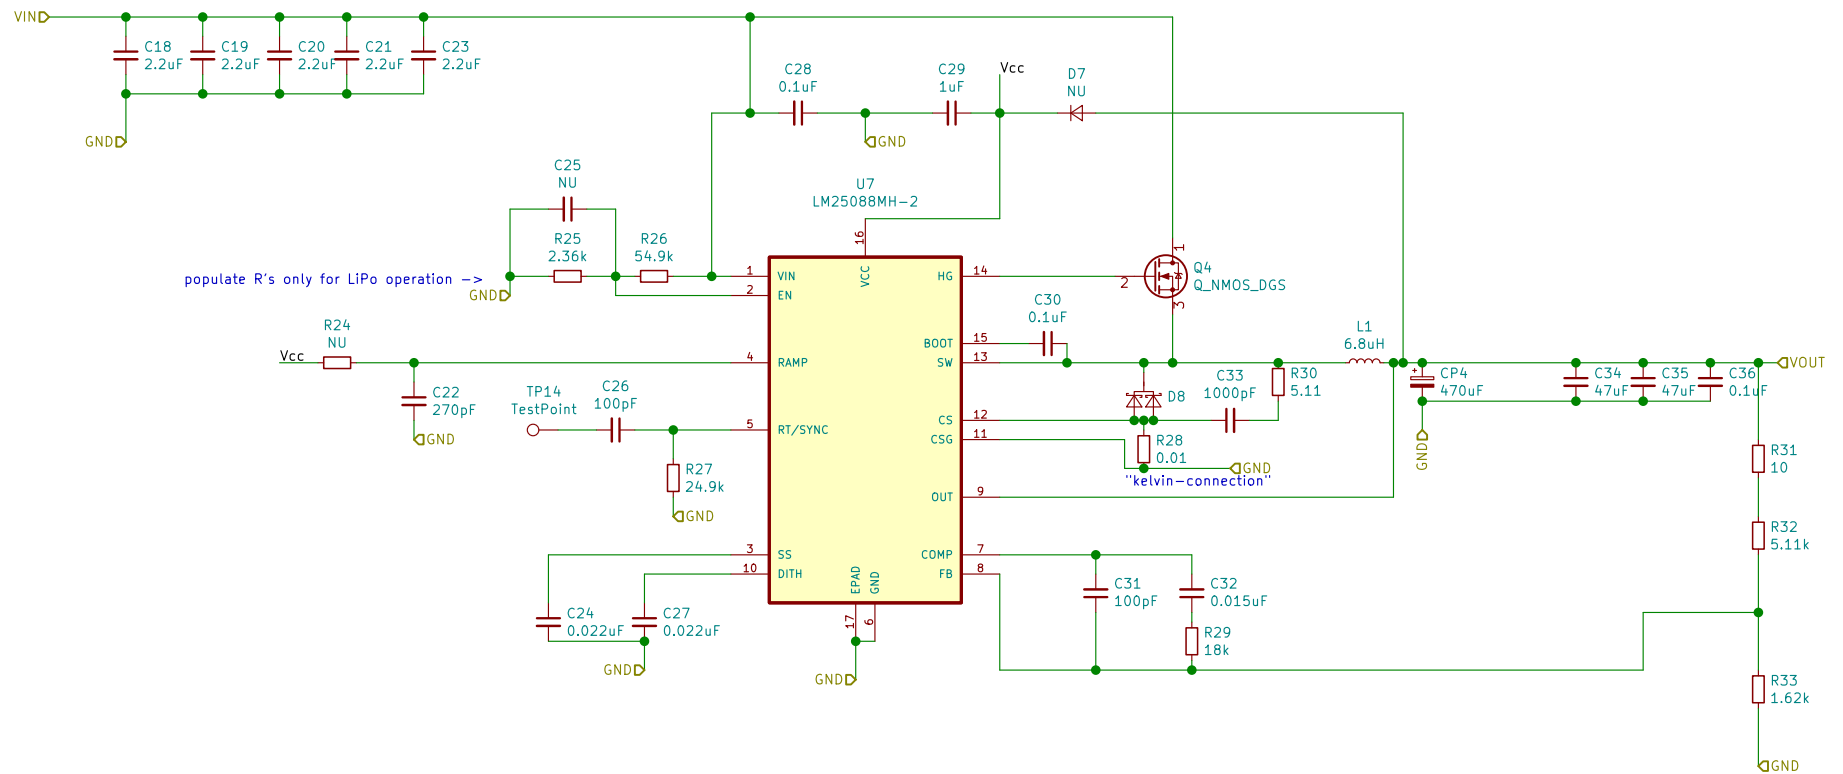 VIN
C18
2.2uF
C19
2.2uF
C20
2.2uF
C21
2.2uF
C23
2.2uF
GND
C28
0.1uF
C29
1uF
Vcc
D7
NU
GND
C25
NU
U7
LM25088MH-2
R25
2.36k
R26
54.9k
populate R's only for LiPo operation ->
GND
16
VCC
1
VIN
2
EN
4
RAMP
5
RT/SYNC
3
SS
10
DITH
14
HG
15
BOOT
13
SW
12
CS
11
CSG
9
OUT
7
COMP
8
FB
EPAD
17
GND
6
1
2
3
Q4
Q_NMOS_DGS
C30
0.1uF
L1
6.8uH
R24
NU
Vcc
C22
270pF
GND
TP14
TestPoint
C26
100pF
R27
24.9k
GND
D8
C33
1000pF
R30
5.11
R28
0.01
GND
"kelvin-connection"
CP4
470uF
GND
C34
47uF
C35
47uF
C36
0.1uF
VOUT
R31
10
R32
5.11k
R33
1.62k
GND
C24
0.022uF
C27
0.022uF
GND
GND
C31
100pF
C32
0.015uF
R29
18k